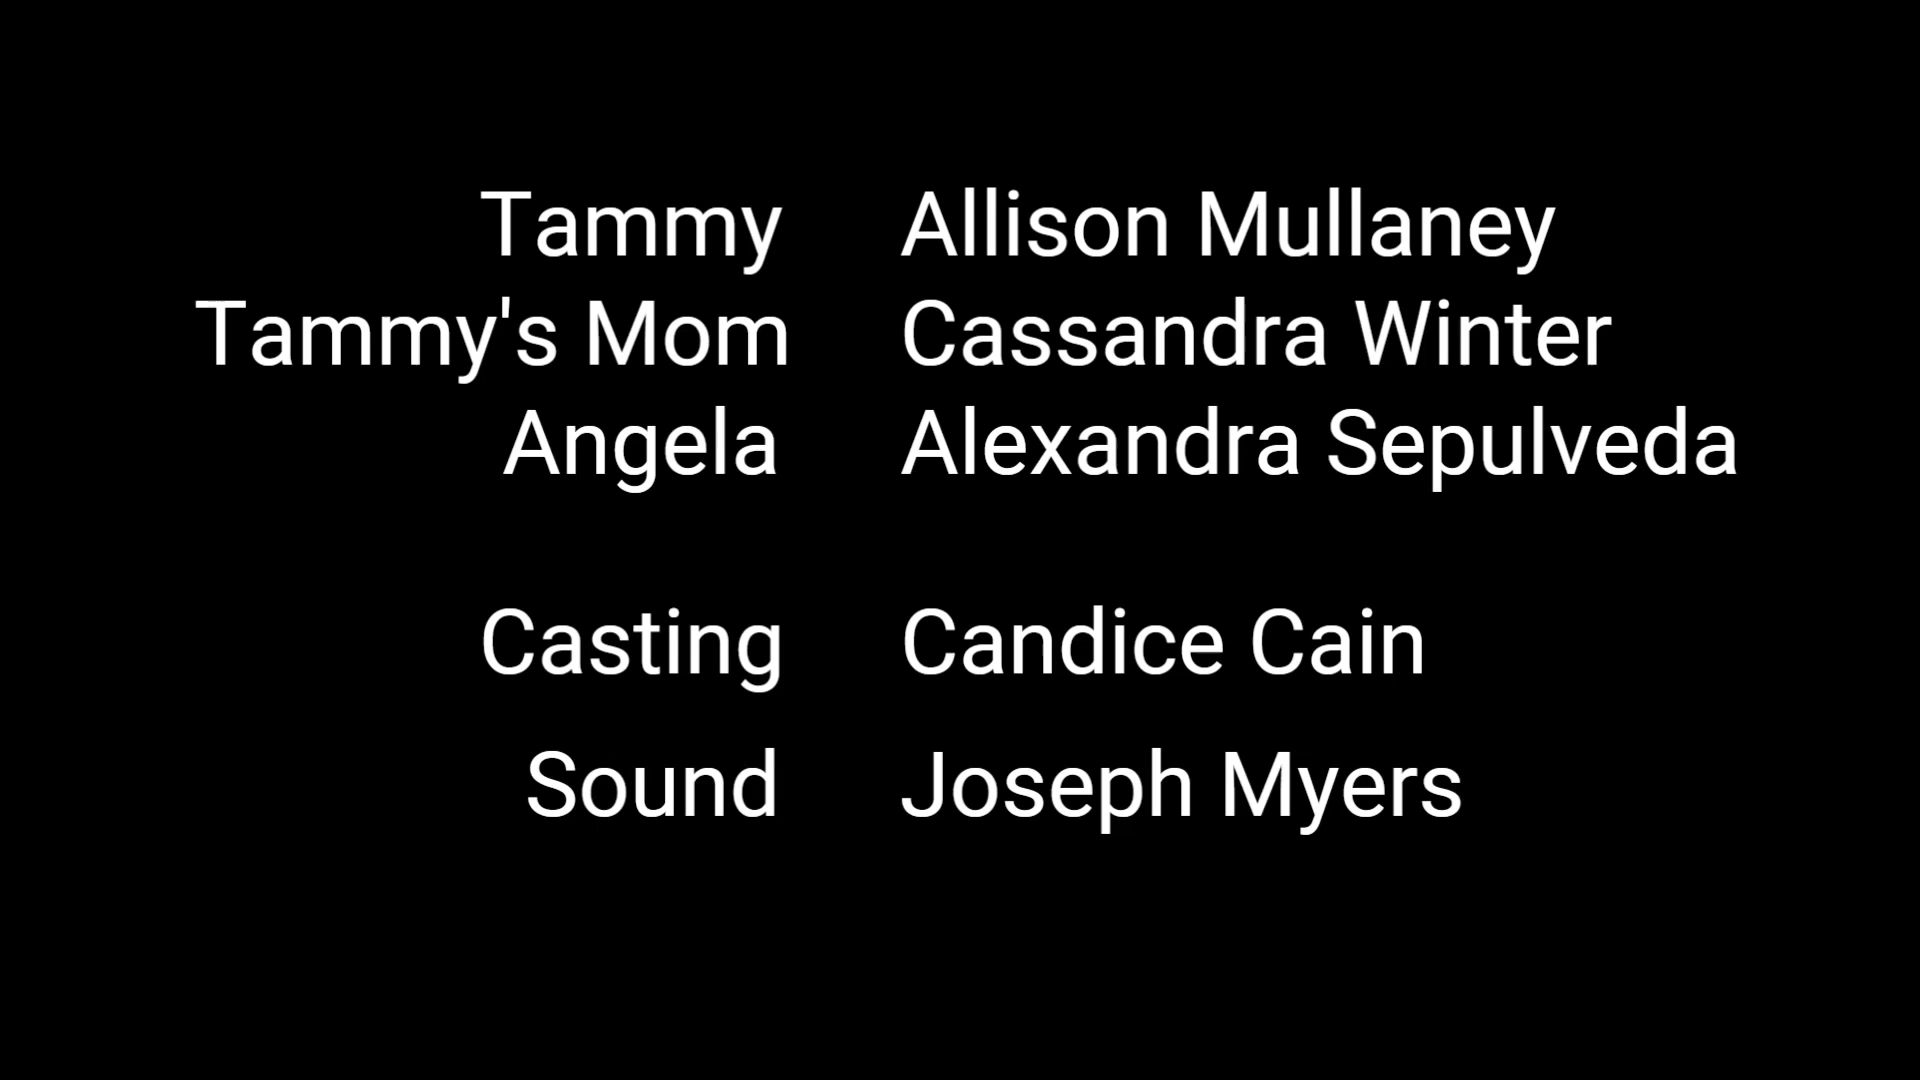 Tammy Allison Mullaney
Tammy's Mom Cassandra Winter
Angela Alexandra Sepulveda
Casting Candice Cain
Sound Joseph Myers